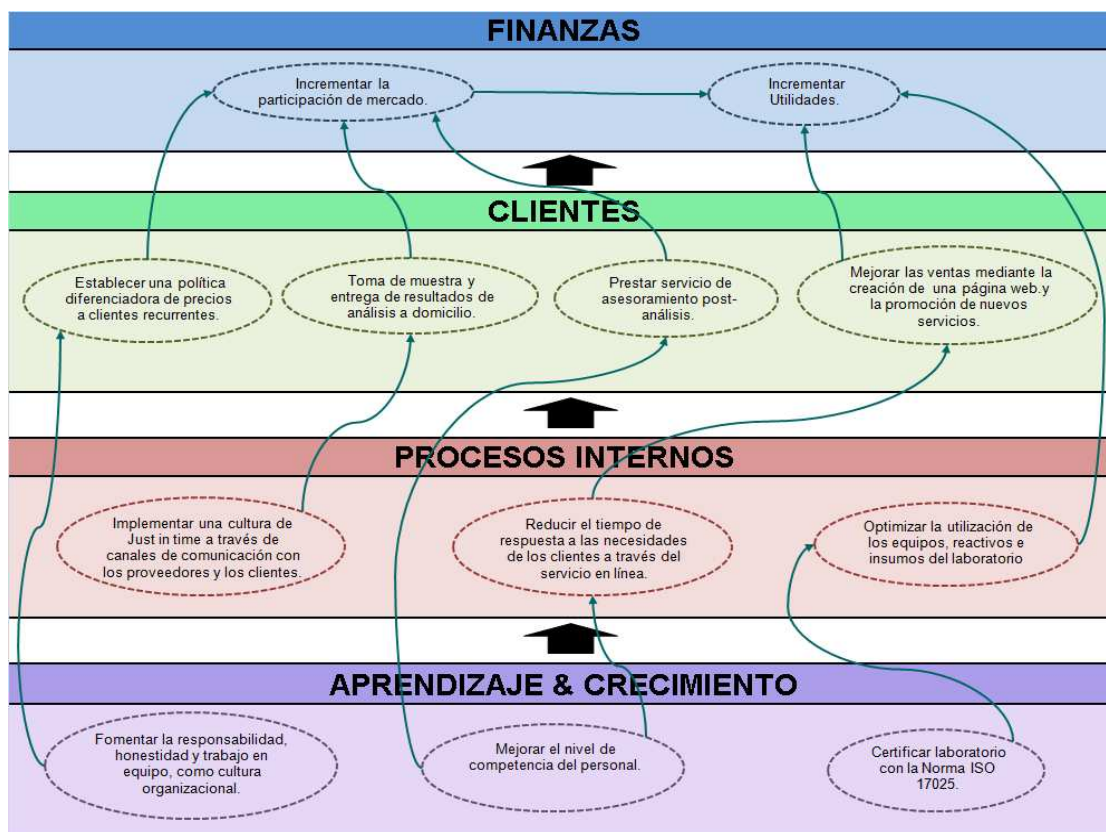 FINANZAS
Incrementar la
participación de mercado.
Incrementar
Utilidades.
CLIENTES
Establecer una política
diferenciadora de precios
a clientes recurrentes.
Toma de muestra y
entrega de resultados de
análisis a domicilio.
Prestar servicio de
asesoramiento post-
análisis.
Mejorar las ventas mediante la
creación de una página web.y
la promoción de nuevos
servicios.
PROCESOS INTERNOS
Implementar una cultura de
Just in time a través de
canales de comunicación con
los proveedores y los clientes.
Reducir el tiempo de
respuesta a las necesidades
de los clientes a través del
servicio en línea.
Optimizar la utilización de
los equipos, reactivos e
insumos del laboratorio
APRENDIZAJE & CRECIMIENTO
Fomentar la responsabilidad,
honestidad y trabajo en
equipo, como cultura
organizacional.
Mejorar el nivel de
competencia del personal.
Certificar laboratorio
con la Norma ISO
17025.